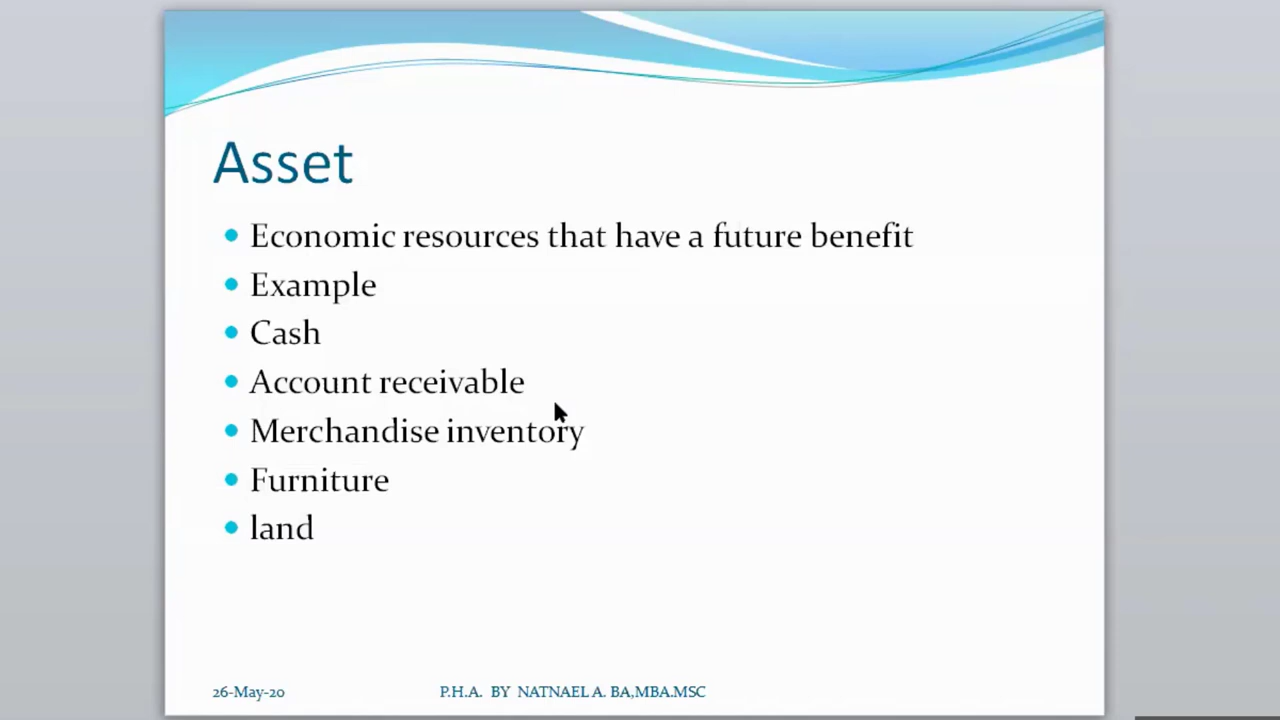 Asset
Economic resources that have a future benefit
Example
Cash
Account receivable
Merchandise inventory
Furniture
land
26-May-20
P.H.A. BY NATNAEL A. BA,MBA.MSC